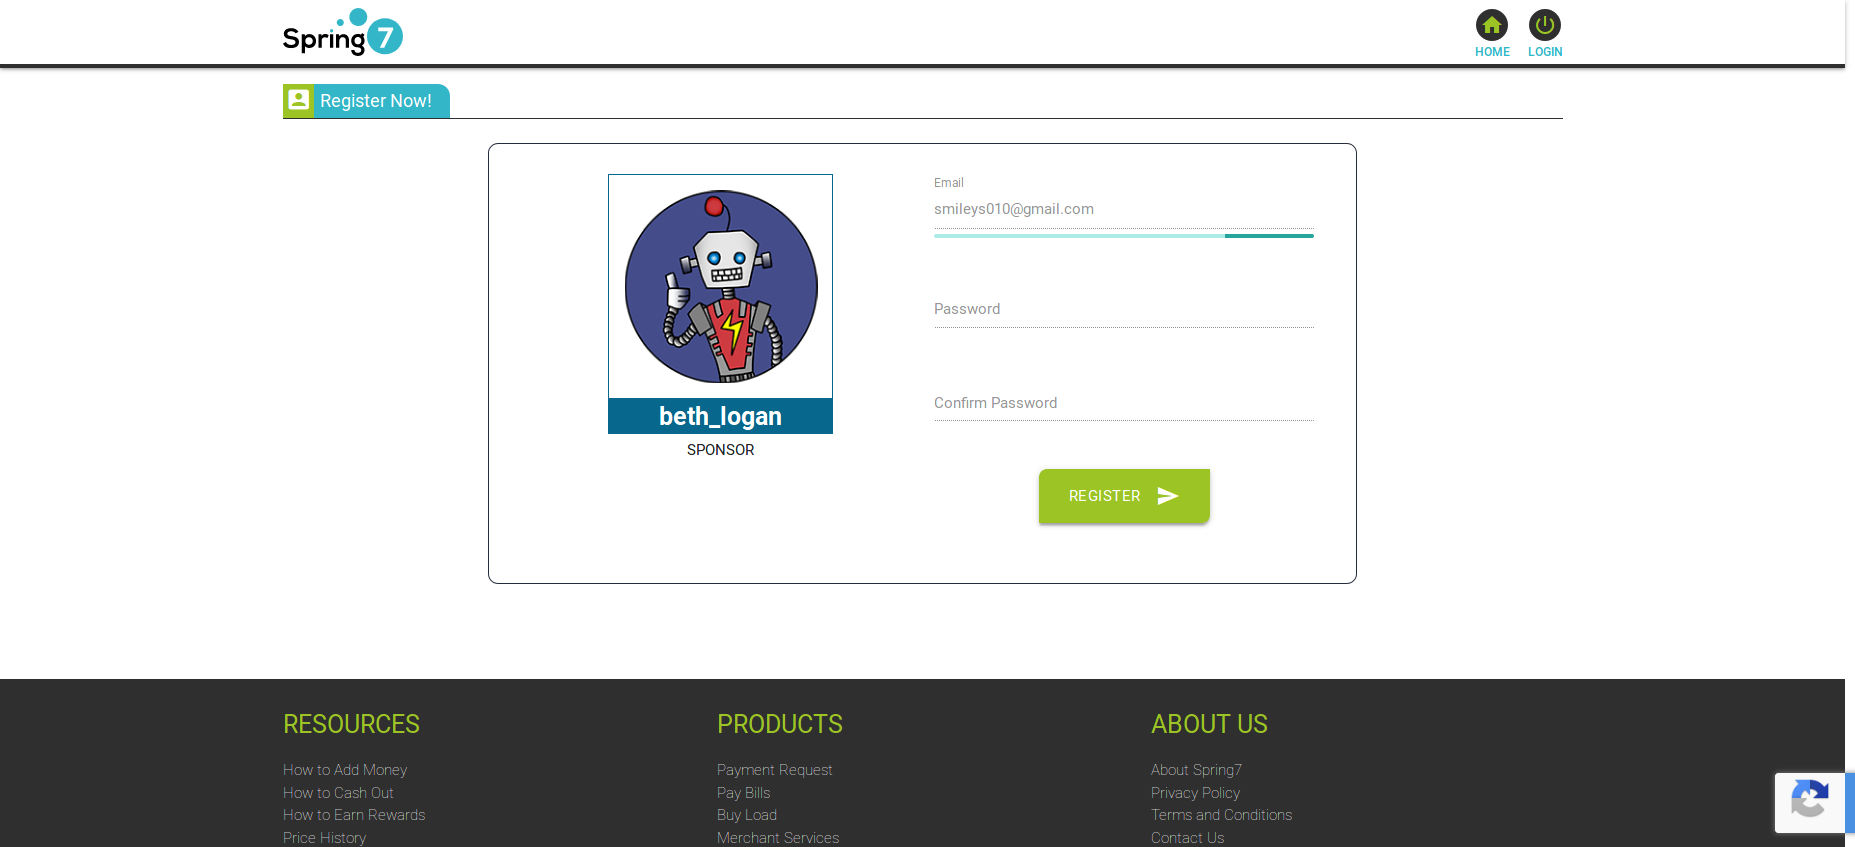 Spring 7
HOME
LOGIN
Register Now!
beth_logan
SPONSOR
Email
smileys010@gmail.com
Password
Confirm Password
REGISTER
RESOURCES
How to Add Money
How to Cash Out
How to Earn Rewards
Price History
PRODUCTS
Payment Request
Pay Bills
Buy Load
Merchant Services
ABOUT US
About Spring7
Privacy Policy
Terms and Conditions
Contact Us